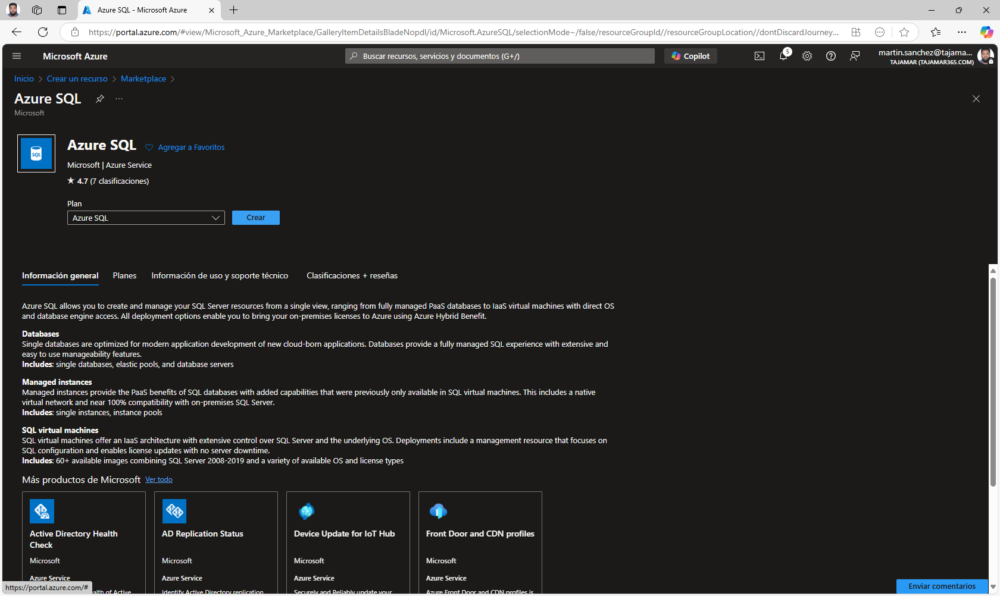 Azure SQL - Microsoft Azure
https://portal.azure.com/#view/Microsoft_Azure_Marketplace/GalleryItemDetailsBladeNopdl/id/Microsoft.AzureSQL/selectionMode~/false/resourceGroupId//resourceGroupLocation//dontDiscardJourney...
Microsoft Azure
Buscar recursos, servicios y documentos (G+/)
Copilot
5
martin.sanchez@tajama...
TAJAMAR (TAJAMAR365.COM)
Inicio > Crear un recurso > Marketplace >
Azure SQL
...
Microsoft
SQL
Azure SQL
Agregar a Favoritos
Microsoft | Azure Service
★ 4.7 (7 clasificaciones)
Plan
Azure SQL
Crear
Información general
Planes
Información de uso y soporte técnico
Clasificaciones + reseñas
Azure SQL allows you to create and manage your SQL Server resources from a single view, ranging from fully managed PaaS databases to IaaS virtual machines with direct OS
and database engine access. All deployment options enable you to bring your on-premises licenses to Azure using Azure Hybrid Benefit.
Databases
Single databases are optimized for modern application development of new cloud-born applications. Databases provide a fully managed SQL experience with extensive and
easy to use manageability features.
Includes: single databases, elastic pools, and database servers
Managed instances
Managed instances provide the PaaS benefits of SQL databases with added capabilities that were previously only available in SQL virtual machines. This includes a native
virtual network and near 100% compatibility with on-premises SQL Server.
Includes: single instances, instance pools
SQL virtual machines
SQL virtual machines offer an IaaS architecture with extensive control over SQL Server and the underlying OS. Deployments include a management resource that focuses on
SQL configuration and enables license updates with no server downtime.
Includes: 60+ available images combining SQL Server 2008-2019 and a variety of available OS and license types
Más productos de Microsoft Ver todo
Active Directory Health
Check
Microsoft
Azure Service
alth of Active
AD Replication Status
Microsoft
Azure Service
Identify Active Directory replication
Device Update for IoT Hub
Microsoft
Azure Service
Securely and Reliably update your
Front Door and CDN profiles
Microsoft
Azure Service
Azure Front Door and CDN profiles is
https://portal.azure.com/#
Enviar comentarios